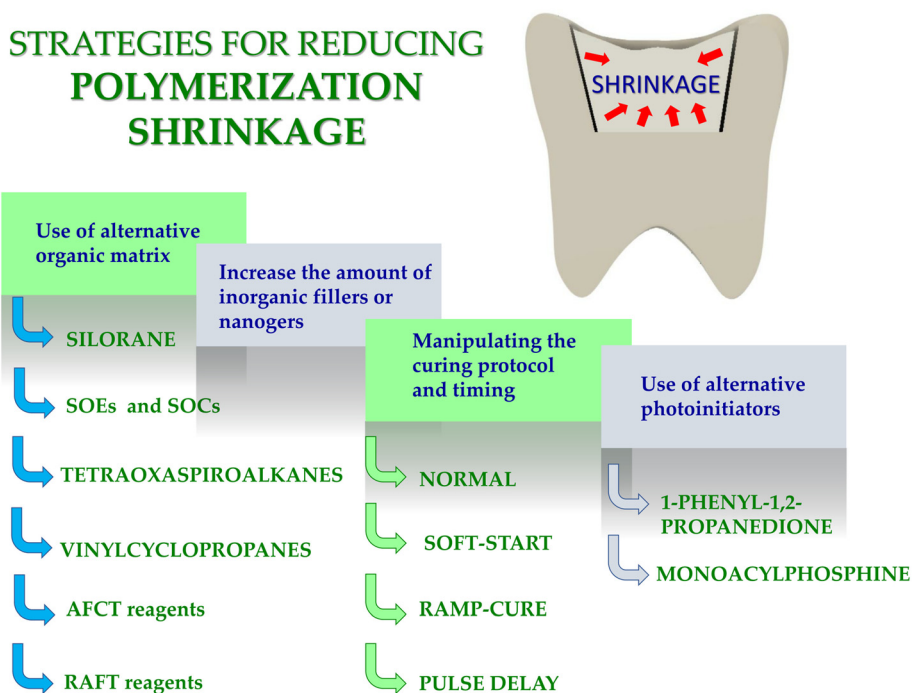 STRATEGIES FOR REDUCING
POLYMERIZATION
SHRINKAGE
SHRINKAGE
Use of alternative
organic matrix
SILORANE
SOEs and SOCs
TETRAOXASPIROALKANES
VINYLCYCLOPROPANES
AFCT reagents
RAFT reagents
Increase the amount of
inorganic fillers or
nanogers
Manipulating the
curing protocol
and timing
NORMAL
SOFT-START
RAMP-CURE
PULSE DELAY
Use of alternative
photoinitiators
1-PHENYL-1,2-
PROPANEDIONE
MONOACYLPHOSPHINE